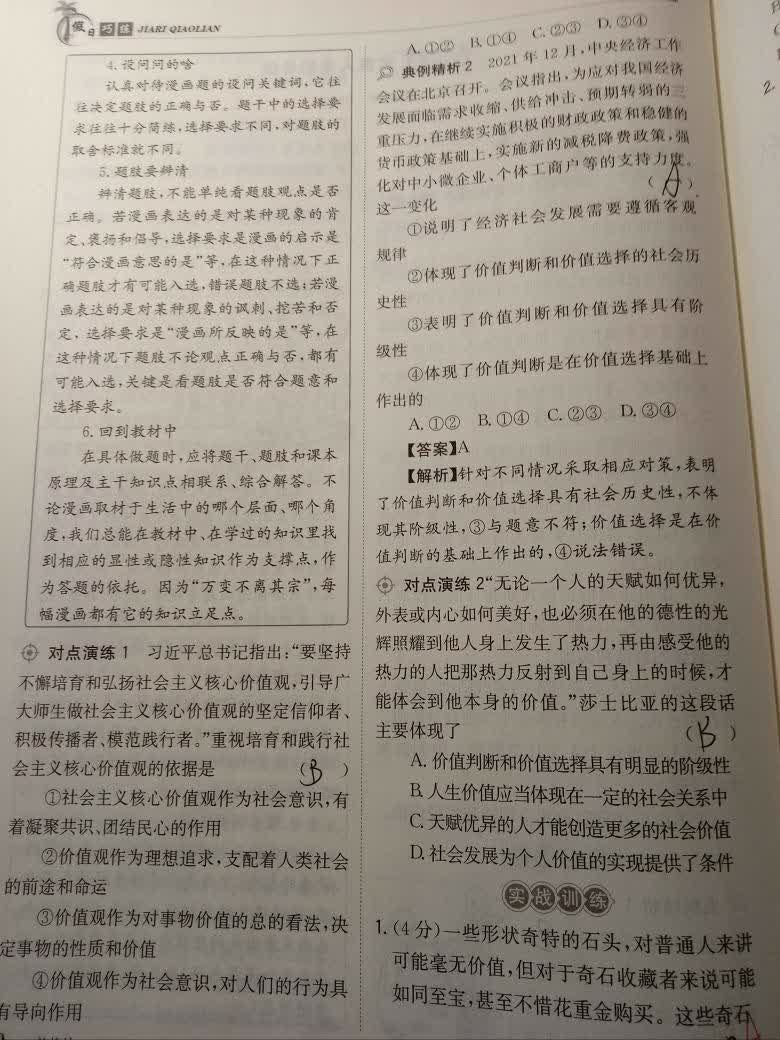 假日巧练 JIARI QIAOLIAN
4.设问问的啥
认真对待漫画题的设问关键词,它往
往决定题肢的正确与否。题干中的选择要
求往往十分简练,选择要求不同,对题肢的
取舍标准就不同。
5.题肢要辨清
辨清题肢,不能单纯看题肢观点是否
正确。若漫画表达的是对某种现象的肯
定、褒扬和倡导,选择要求是漫画的启示是
“符合漫画意思的是”等,在这种情况下正
确题肢才有可能入选,错误题肢不选;若漫
画表达的是对某种现象的讽刺、挖苦和否
定,选择要求是“漫画所反映的是”等,在
这种情况下题肢不论观点正确与否,都有
可能入选,关键是看题肢是否符合题意和
选择要求。
6.回到教材中
在具体做题时,应将题干、题肢和课本
原理及主干知识点相联系、综合解答。不
论漫画取材于生活中的哪个层面、哪个角
度,我们总能在教材中、在学过的知识里找
到相应的显性或隐性知识作为支撑点,作
为答题的依托。因为“万变不离其宗”,每
幅漫画都有它的知识立足点。
对点演练1 习近平总书记指出:“要坚持
不懈培育和弘扬社会主义核心价值观,引导广
大师生做社会主义核心价值观的坚定信仰者、
积极传播者、模范践行者。”重视培育和践行社
会主义核心价值观的依据是 (B)
①社会主义核心价值观作为社会意识,有
着凝聚共识、团结民心的作用
②价值观作为理想追求,支配着人类社会
的前途和命运
③价值观作为对事物价值的总的看法,决
定事物的性质和价值
④价值观作为社会意识,对人们的行为具
有导向作用
A.①② B.①④ C.②③ D.③④
典例精析2 2021年12月,中央经济工作
会议在北京召开。会议指出,为应对我国经济
发展面临需求收缩、供给冲击、预期转弱的三
重压力,在继续实施积极的财政政策和稳健的
货币政策基础上,实施新的减税降费政策,强
化对中小微企业、个体工商户等的支持力度。
这一变化 (A)
①说明了经济社会发展需要遵循客观
规律
②体现了价值判断和价值选择的社会历
史性
③表明了价值判断和价值选择具有阶
级性
④体现了价值判断是在价值选择基础上
作出的
A.①② B.①④ C.②③ D.③④
【答案】A
【解析】针对不同情况采取相应对策,表明
了价值判断和价值选择具有社会历史性,不体
现其阶级性,③与题意不符;价值选择是在价
值判断的基础上作出的,④说法错误。
对点演练2 “无论一个人的天赋如何优异,
外表或内心如何美好,也必须在他的德性的光
辉照耀到他人身上发生了热力,再由感受他的
热力的人把那热力反射到自己身上的时候,才
能体会到他本身的价值。”莎士比亚的这段话
主要体现了 (B)
A.价值判断和价值选择具有明显的阶级性
B.人生价值应当体现在一定的社会关系中
C.天赋优异的人才能创造更多的社会价值
D.社会发展为个人价值的实现提供了条件
实战训练
1.(4分)一些形状奇特的石头,对普通人来讲
可能毫无价值,但对于奇石收藏者来说可能
如同至宝,甚至不惜花重金购买。这些奇石
2.